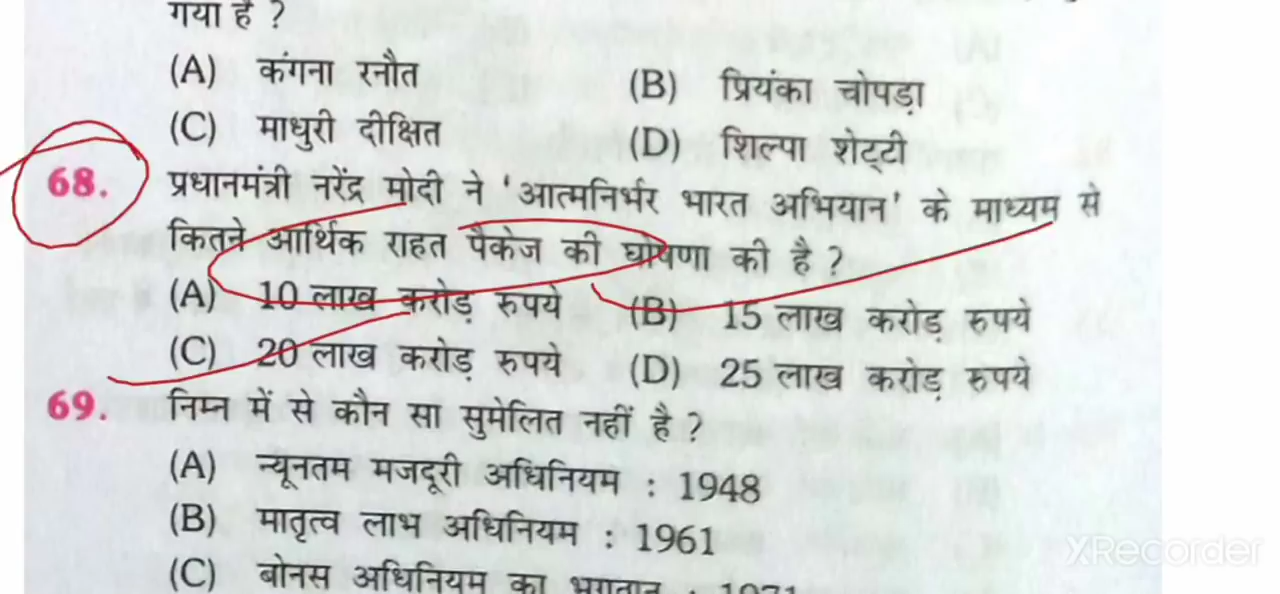 गया है ?
(A) कंगना रनौत (B) प्रियंका चोपड़ा
(C) माधुरी दीक्षित (D) शिल्पा शेट्टी
68. प्रधानमंत्री नरेंद्र मोदी ने 'आत्मनिर्भर भारत अभियान' के माध्यम से
कितने आर्थिक राहत पैकेज की घोषणा की है ?
(A) 10 लाख करोड़ रुपये (B) 15 लाख करोड़ रुपये
(C) 20 लाख करोड़ रुपये (D) 25 लाख करोड़ रुपये
69. निम्न में से कौन सा सुमेलित नहीं है ?
(A) न्यूनतम मजदूरी अधिनियम : 1948
(B) मातृत्व लाभ अधिनियम : 1961
(C) बोनस अधिनियम का भुगतान : 1971
XRecorder